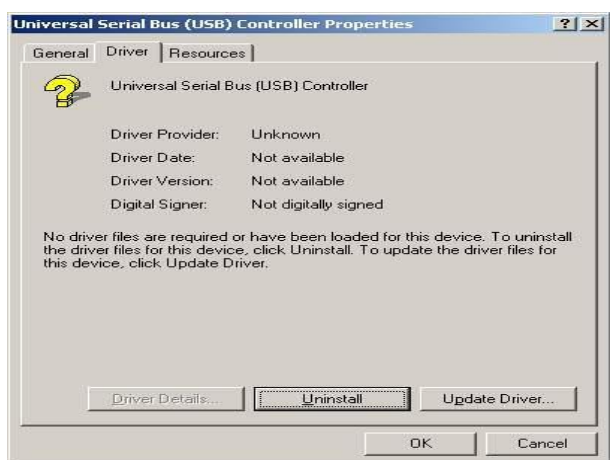 Universal Serial Bus (USB) Controller Properties
General Driver Resources
Universal Serial Bus (USB) Controller
Driver Provider: Unknown
Driver Date: Not available
Driver Version: Not available
Digital Signer: Not digitally signed
No driver files are required or have been loaded for this device. To uninstall
the driver files for this device, click Uninstall. To update the driver files for
this device, click Update Driver.
Driver Details... Uninstall Update Driver...
OK Cancel